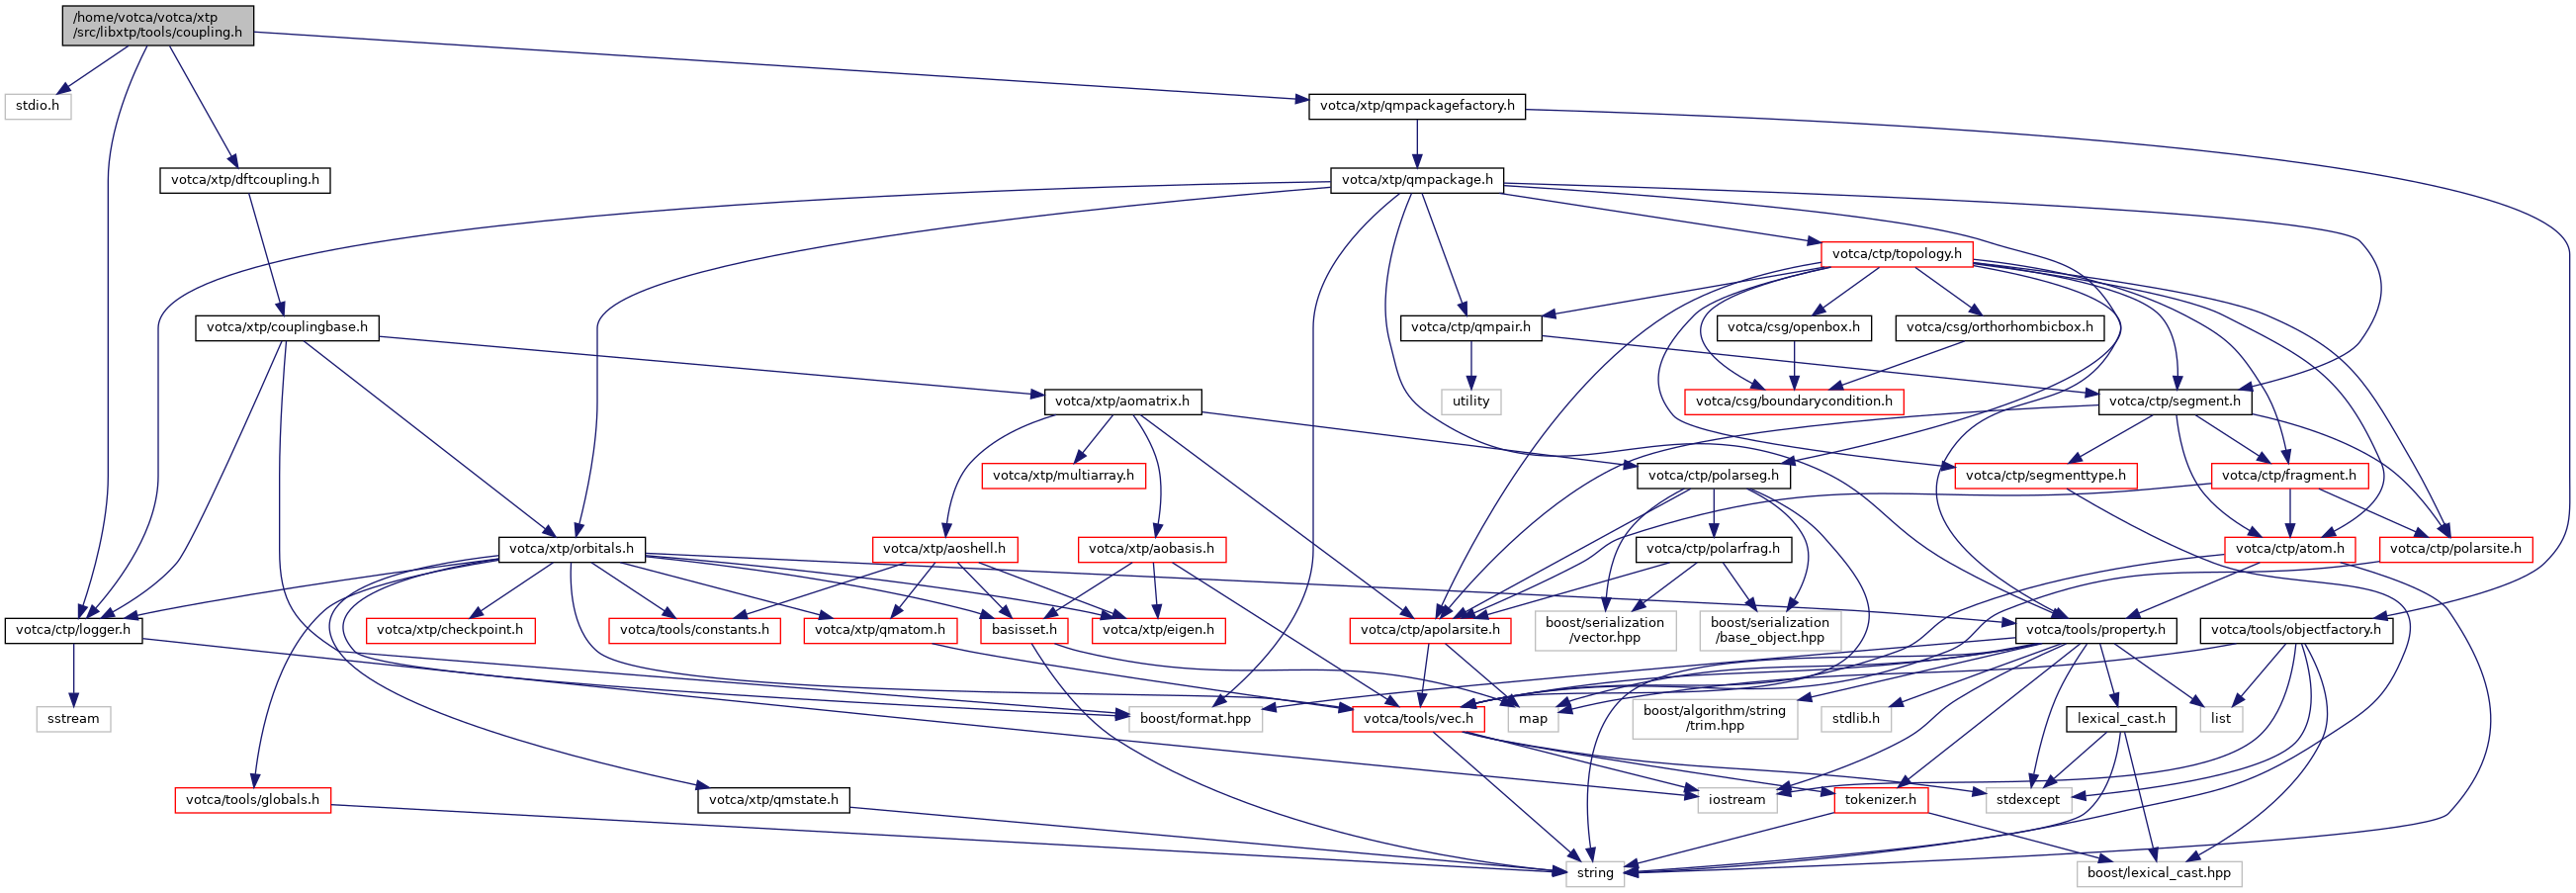 /home/votca/votca/xtp
/src/libxtp/tools/coupling.h
stdio.h
votca/xtp/qmpackagefactory.h
votca/xtp/dftcoupling.h
votca/xtp/qmpackage.h
votca/ctp/topology.h
votca/xtp/couplingbase.h
votca/ctp/qmpair.h
votca/csg/openbox.h
votca/csg/orthorhombicbox.h
votca/xtp/aomatrix.h
utility
votca/csg/boundarycondition.h
votca/ctp/segment.h
votca/xtp/multiarray.h
votca/ctp/polarseg.h
votca/ctp/segmenttype.h
votca/ctp/fragment.h
votca/xtp/orbitals.h
votca/xtp/aoshell.h
votca/xtp/aobasis.h
votca/ctp/polarfrag.h
votca/ctp/atom.h
votca/ctp/polarsite.h
votca/ctp/logger.h
votca/xtp/checkpoint.h
votca/tools/constants.h
votca/xtp/qmatom.h
basisset.h
votca/xtp/eigen.h
votca/ctp/apolarsite.h
boost/serialization
/vector.hpp
boost/serialization
/base_object.hpp
votca/tools/property.h
votca/tools/objectfactory.h
sstream
boost/format.hpp
votca/tools/vec.h
map
boost/algorithm/string
/trim.hpp
stdlib.h
lexical_cast.h
list
votca/tools/globals.h
votca/xtp/qmstate.h
iostream
tokenizer.h
stdexcept
string
boost/lexical_cast.hpp